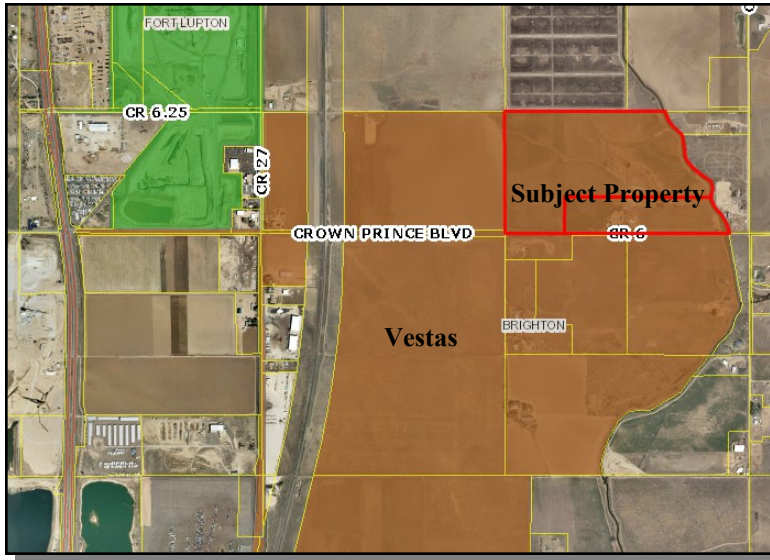 FORT LUPTON
CR 6.25
CR 27
Subject Property
CROWN PRINCE BLVD
CR 6
BRIGHTON
Vestas